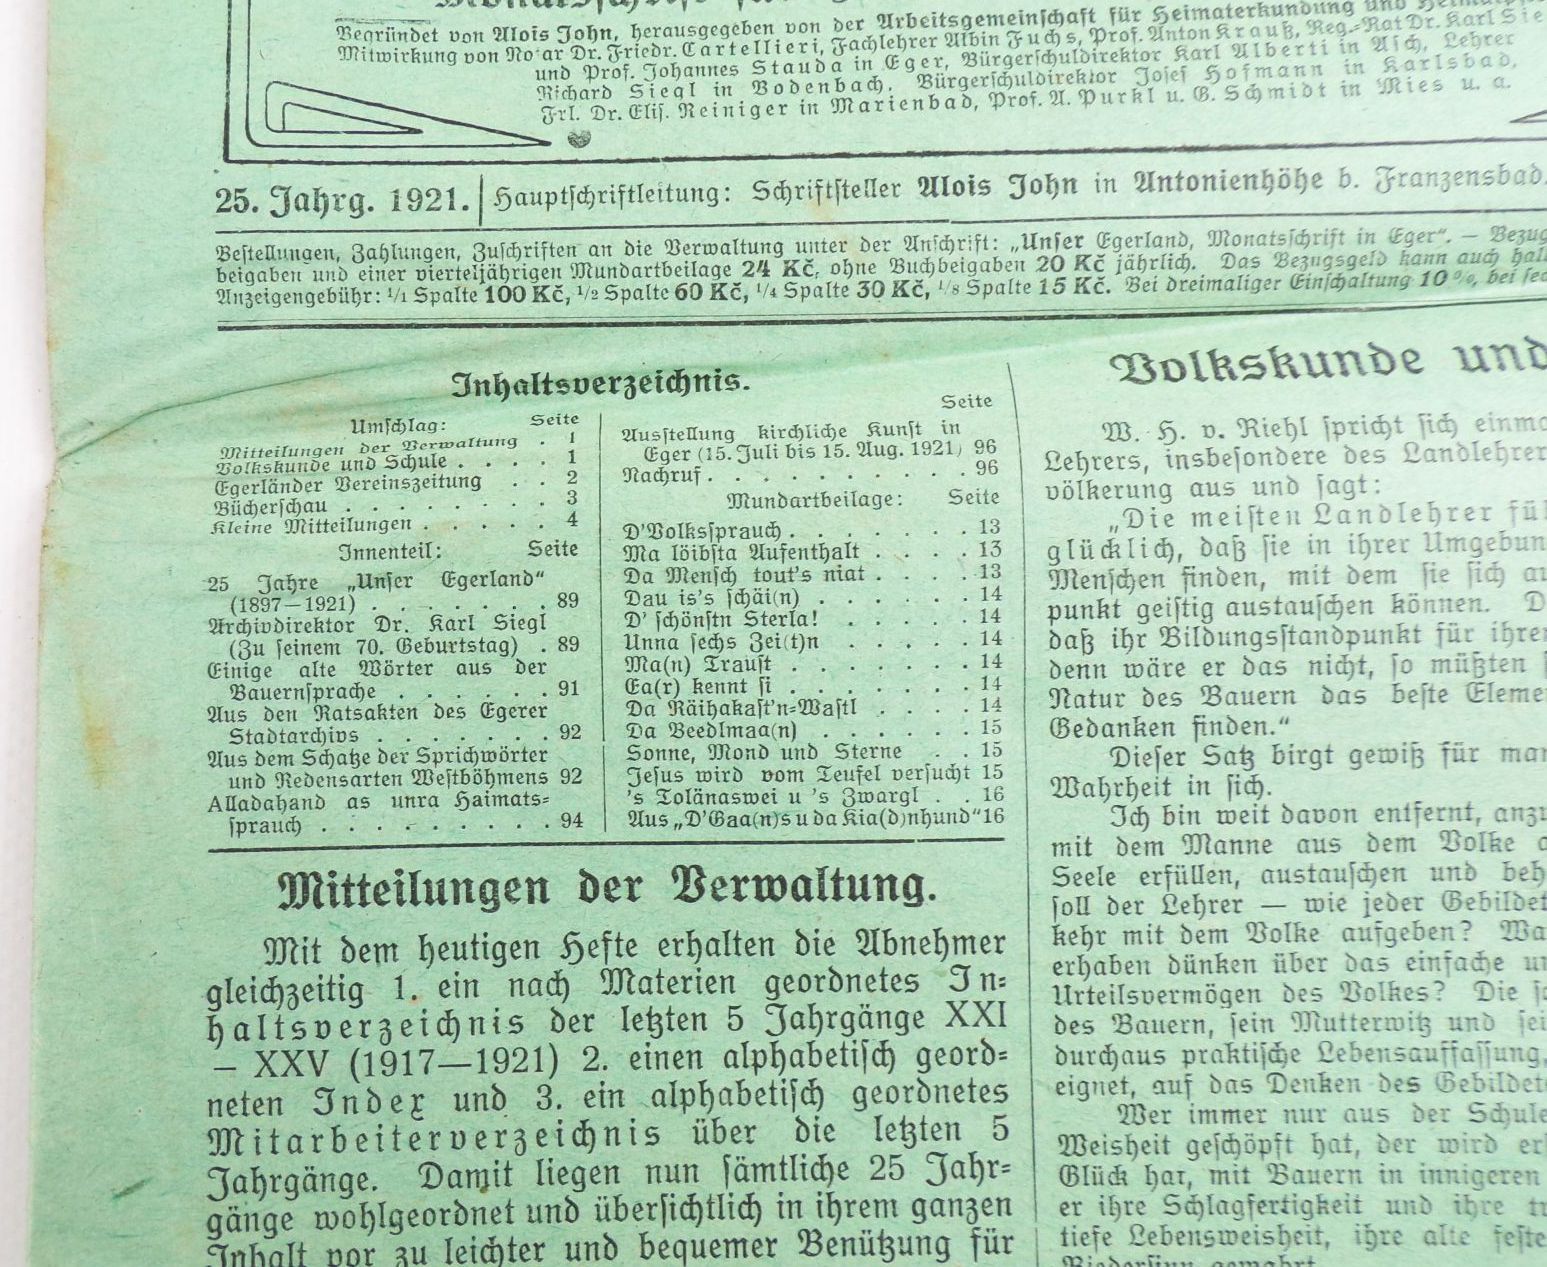 Begründet von Alois John, herausgegeben von der Arbeitsgemeinschaft für Heimaterkundung und
Mitwirkung von Dr. Friedr. Cartellieri, Fachlehrer Albin Fuchs, Prof. Anton Krauß, Reg.-Rat Dr. Karl
und Prof. Johannes Stauda in Eger, Bürgerschuldirektor Karl Alberti in Asch, Lehrer
Richard Siegl in Bodenbach, Bürgerschuldirektor Josef Hofmann in Karlsbad,
Frl. Dr. Elis. Reiniger in Marienbad, Prof. A. Purkl u. G. Schmidt in Mies u. a.
25. Jahrg. 1921. Hauptschriftleitung: Schriftsteller Alois John in Antonienhöhe b. Franzensbad.
Bestellungen, Zahlungen, Zuschriften an die Verwaltung unter der Anschrift: „Unser Egerland, Monatsschrift in Eger“. —
beigaben und einer vierteljährigen Mundartbeilage 24 Kč, ohne Buchbeigaben 20 Kč jährlich. Das Bezugsgeld kann auch
Anzeigengebühr: 1/1 Spalte 100 Kč, 1/2 Spalte 60 Kč, 1/4 Spalte 30 Kč, 1/8 Spalte 15 Kč. Bei dreimaliger Einschaltung 10%, bei
Inhaltsverzeichnis.
Umschlag: Seite
Mitteilungen der Verwaltung . 1
Volkskunde und Schule . . . . 1
Egerländer Vereinszeitung . . 2
Bücherschau . . . . . . . . 3
Kleine Mitteilungen . . . . . 4
Innenteil: Seite
25 Jahre „Unser Egerland“
(1897—1921) . . . . . . . 89
Archivdirektor Dr. Karl Siegl
(Zu seinem 70. Geburtstag) . 89
Einige alte Wörter aus der
Bauernsprache . . . . . . 91
Aus den Ratsakten des Egerer
Stadtarchivs . . . . . . . 92
Aus dem Schatze der Sprichwörter
und Redensarten Westböhmens 92
Alladahand as unra Haimats-
sprauch . . . . . . . . . 94
Seite
Ausstellung kirchliche Kunst in
Eger (15. Juli bis 15. Aug. 1921) 96
Nachruf . . . . . . . . . 96
Mundartbeilage: Seite
D'Volkssprauch . . . . . . . 13
Ma löibsta Aufenthalt . . . . 13
Da Mensch tout's niat . . . . 13
Dau is's schäi(n) . . . . . . 14
D' schönstn Sterla! . . . . . 14
Unna sechs Zei(t)n . . . . . 14
Ma(n) Traust . . . . . . . 14
Ea(r) kennt si . . . . . . . 14
Da Räihakast'n-Wastl . . . . 14
Da Beedlmaa(n) . . . . . . 15
Sonne, Mond und Sterne . . 15
Jesus wird vom Teufel versucht 15
's Tolänaswei u 's Zwargl . . 16
Aus „D'Gaa(n)s u da Kia(d)nhund“ 16
Mitteilungen der Verwaltung.
Mit dem heutigen Hefte erhalten die Abnehmer
gleichzeitig 1. ein nach Materien geordnetes In-
haltsverzeichnis der letzten 5 Jahrgänge XXI
— XXV (1917—1921) 2. einen alphabetisch geord-
neten Index und 3. ein alphabetisch geordnetes
Mitarbeiterverzeichnis über die letzten 5
Jahrgänge. Damit liegen nun sämtliche 25 Jahr-
gänge wohlgeordnet und übersichtlich in ihrem ganzen
Inhalt vor zu leichter und bequemer Benützung für
Volkskunde und
W. H. v. Riehl spricht sich
Lehrers, insbesondere des Landlehrer
völkerung aus und sagt:
„Die meisten Landlehrer
glücklich, daß sie in ihrer
Menschen finden, mit dem sie sich
punkt geistig austauschen können.
daß ihr Bildungsstandpunkt für
denn wäre er das nicht, so müßten
Natur des Bauern das beste
Gedanken finden.“
Dieser Satz birgt gewiß für
Wahrheit in sich.
Ich bin weit davon entfernt,
mit dem Manne aus dem Volke
Seele erfüllen, austauschen und
soll der Lehrer — wie jeder
kehr mit dem Volke aufgeben?
erhaben dünken über das einfache
Urteilsvermögen des Volkes? Die
des Bauern, sein Mutterwitz und
durchaus praktische Lebensauffassung,
eignet, auf das Denken des
Wer immer nur aus der Schule
Weisheit geschöpft hat, der wird
Glück hat, mit Bauern in innigeren
er ihre Schlagfertigkeit und ihre
tiefe Lebensweisheit, ihre alte
Biedersinn gewahrt.